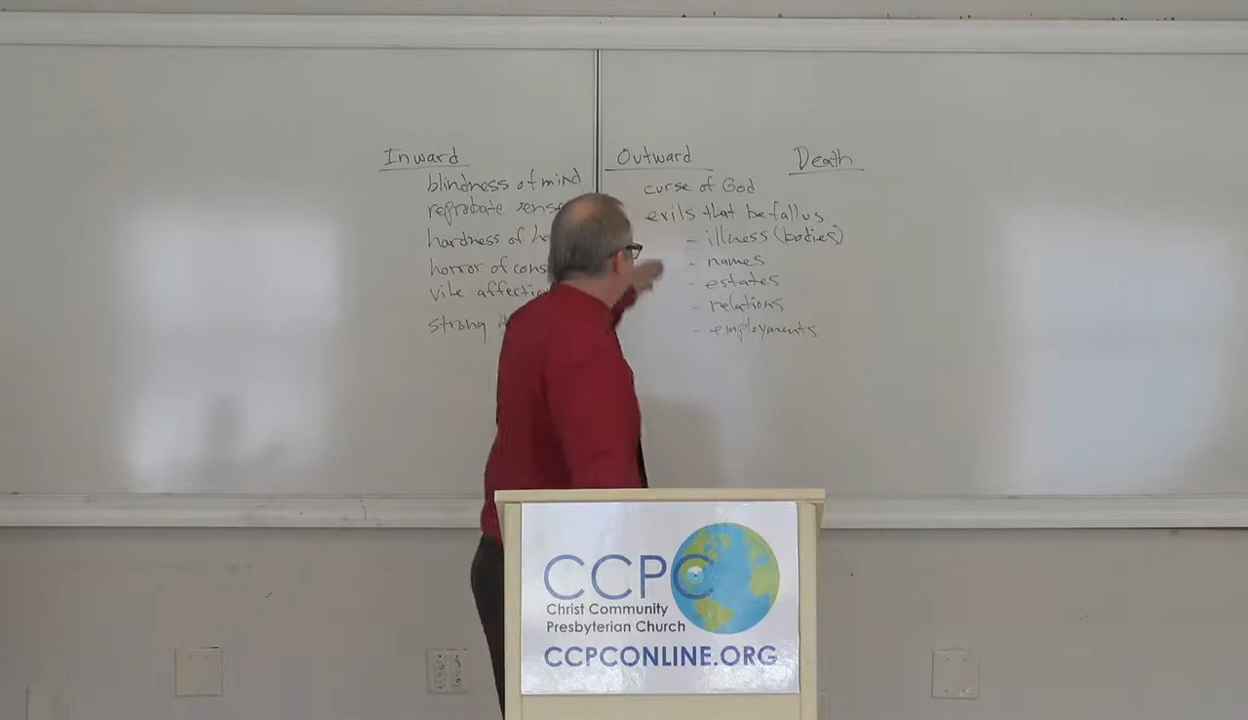 Inward
blindness of mind
reprobate
hardness of
horror of
vile
strong
Outward
curse of God
evils that befall us
- illness (bodies)
- names
- estates
- relations
- employments
Death
CCPC
Christ Community
Presbyterian Church
CCPCONLINE.ORG